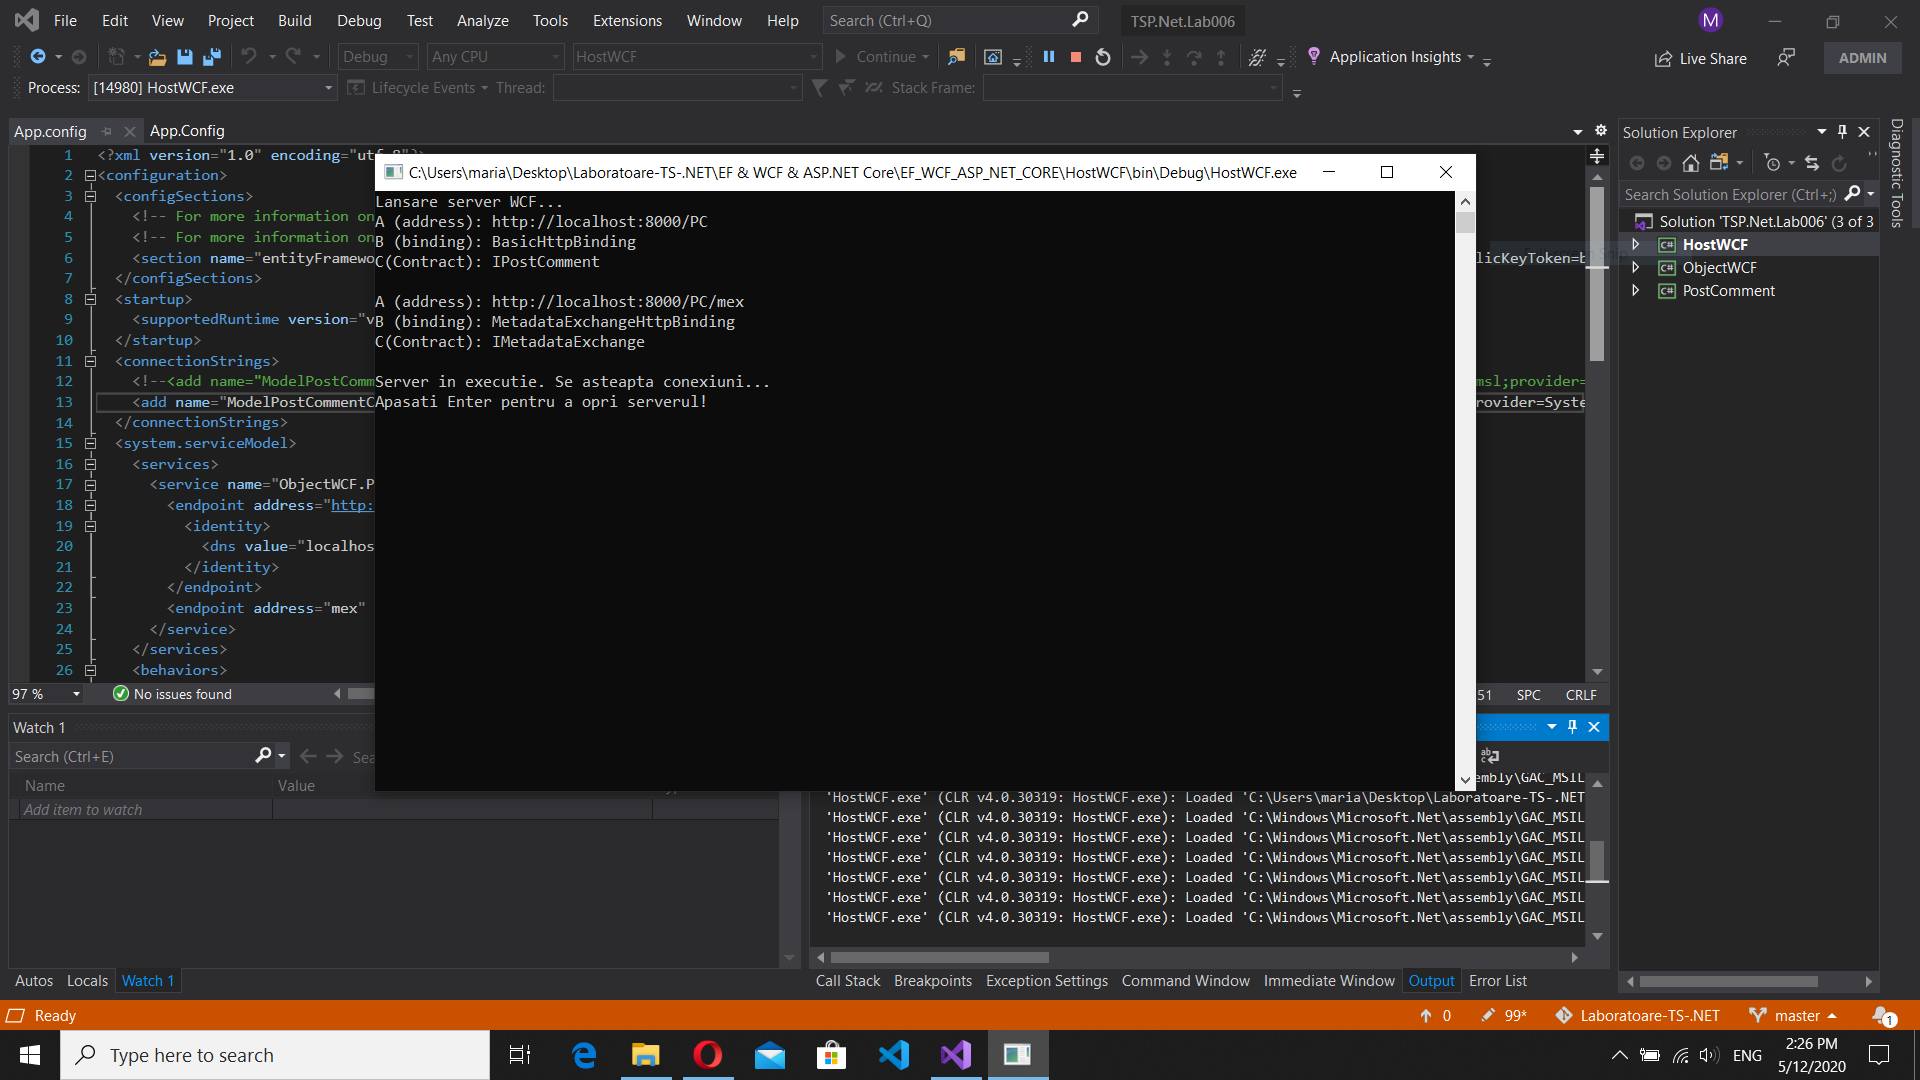 File Edit View Project Build Debug Test Analyze Tools Extensions Window Help Search (Ctrl+Q) TSP.Net.Lab006 M
Debug Any CPU HostWCF Continue Application Insights Live Share ADMIN
Process: [14980] HostWCF.exe Lifecycle Events Thread: Stack Frame:
App.config App.Config
1 <?xml version="1.0" encoding="utf-8"?>
2 <configuration>
3 <configSections>
4 <!-- For more information on
5 <!-- For more information on
6 <section name="entityFramewo licKeyToken=b
7 </configSections>
8 <startup>
9 <supportedRuntime version="v
10 </startup>
11 <connectionStrings>
12 <!--<add name="ModelPostComm msl;provider=
13 <add name="ModelPostCommentC rovider=Syste
14 </connectionStrings>
15 <system.serviceModel>
16 <services>
17 <service name="ObjectWCF.P
18 <endpoint address="http:
19 <identity>
20 <dns value="localhos
21 </identity>
22 </endpoint>
23 <endpoint address="mex"
24 </service>
25 </services>
26 <behaviors>
97 % No issues found 51 SPC CRLF
C:\Users\maria\Desktop\Laboratoare-TS-.NET\EF & WCF & ASP.NET Core\EF_WCF_ASP_NET_CORE\HostWCF\bin\Debug\HostWCF.exe
Lansare server WCF...
A (address): http://localhost:8000/PC
B (binding): BasicHttpBinding
C(Contract): IPostComment
A (address): http://localhost:8000/PC/mex
B (binding): MetadataExchangeHttpBinding
C(Contract): IMetadataExchange
Server in executie. Se asteapta conexiuni...
Apasati Enter pentru a opri serverul!
Solution Explorer
Search Solution Explorer (Ctrl+;)
Solution 'TSP.Net.Lab006' (3 of 3
C# HostWCF
C# ObjectWCF
C# PostComment
Diagnostic Tools
Watch 1
Search (Ctrl+E) Sea
Name Value
Add item to watch
embly\GAC_MSIL
'HostWCF.exe' (CLR v4.0.30319: HostWCF.exe): Loaded 'C:\Users\maria\Desktop\Laboratoare-TS-.NET
'HostWCF.exe' (CLR v4.0.30319: HostWCF.exe): Loaded 'C:\Windows\Microsoft.Net\assembly\GAC_MSIL
'HostWCF.exe' (CLR v4.0.30319: HostWCF.exe): Loaded 'C:\Windows\Microsoft.Net\assembly\GAC_MSIL
'HostWCF.exe' (CLR v4.0.30319: HostWCF.exe): Loaded 'C:\Windows\Microsoft.Net\assembly\GAC_MSIL
'HostWCF.exe' (CLR v4.0.30319: HostWCF.exe): Loaded 'C:\Windows\Microsoft.Net\assembly\GAC_MSIL
'HostWCF.exe' (CLR v4.0.30319: HostWCF.exe): Loaded 'C:\Windows\Microsoft.Net\assembly\GAC_MSIL
'HostWCF.exe' (CLR v4.0.30319: HostWCF.exe): Loaded 'C:\Windows\Microsoft.Net\assembly\GAC_MSIL
Autos Locals Watch 1 Call Stack Breakpoints Exception Settings Command Window Immediate Window Output Error List
Ready 0 99* Laboratoare-TS-.NET master 1
Type here to search ENG 2:26 PM
5/12/2020